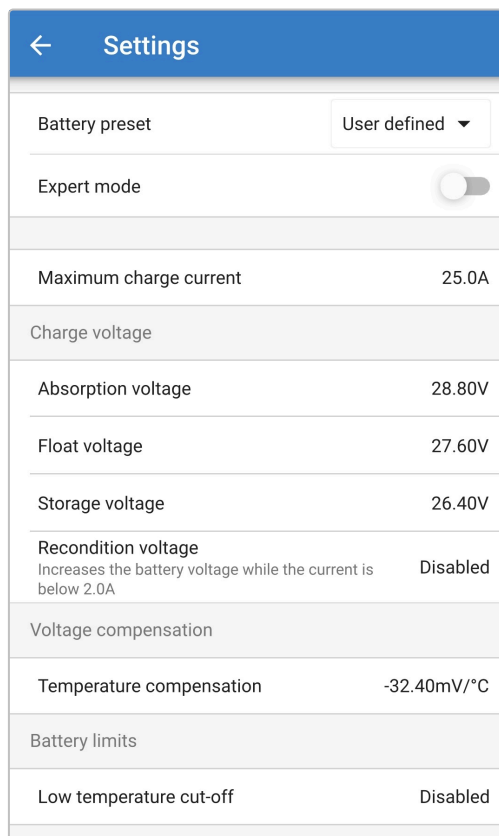 Settings
Battery preset User defined
Expert mode
Maximum charge current 25.0A
Charge voltage
Absorption voltage 28.80V
Float voltage 27.60V
Storage voltage 26.40V
Recondition voltage
Increases the battery voltage while the current is Disabled
below 2.0A
Voltage compensation
Temperature compensation -32.40mV/°C
Battery limits
Low temperature cut-off Disabled